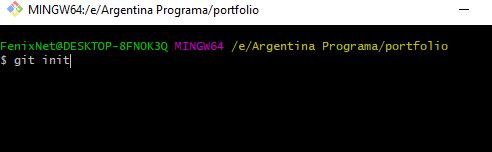 MINGW64:/e/Argentina Programa/portfolio
FenixNet@DESKTOP-8FNOK3Q MINGW64 /e/Argentina Programa/portfolio
$ git init